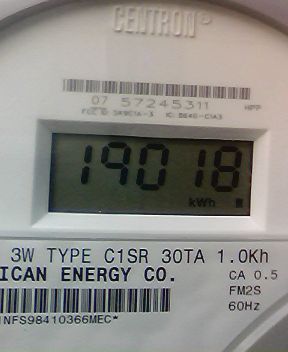 CENTRON
07 57245311
19018
kWh
3W TYPE C1SR 30TA 1.0Kh
ICAN ENERGY CO.
CA 0.5
FM2S
60Hz
NFS98410366MEC*